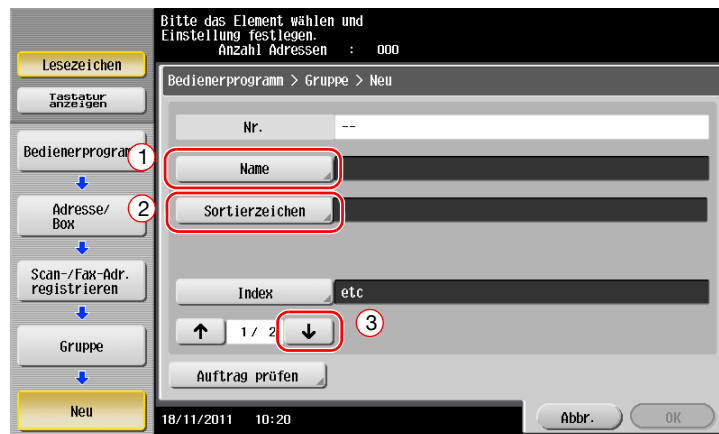 Bitte das Element wählen und
Einstellung festlegen.
Anzahl Adressen : 000
Lesezeichen
Tastatur
anzeigen
Bedienerprogramm > Gruppe > Neu
Nr. --
Bedienerprogram
1
Name
Adresse/
Box
2
Sortierzeichen
Scan-/Fax-Adr.
registrieren
Index etc
↑ 1/ 2 ↓ 3
Gruppe
Auftrag prüfen
Neu
18/11/2011 10:20
Abbr. OK